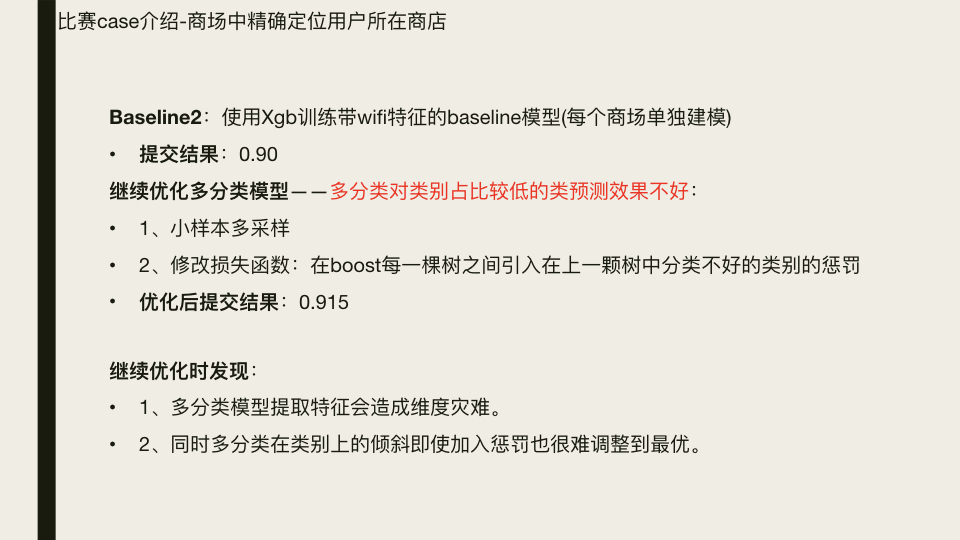 比赛case介绍-商场中精确定位用户所在商店
Baseline2：使用Xgb训练带wifi特征的baseline模型(每个商场单独建模)
• 提交结果：0.90
继续优化多分类模型——多分类对类别占比较低的类预测效果不好：
• 1、小样本多采样
• 2、修改损失函数：在boost每一棵树之间引入在上一颗树中分类不好的类别的惩罚
• 优化后提交结果：0.915
继续优化时发现：
• 1、多分类模型提取特征会造成维度灾难。
• 2、同时多分类在类别上的倾斜即使加入惩罚也很难调整到最优。